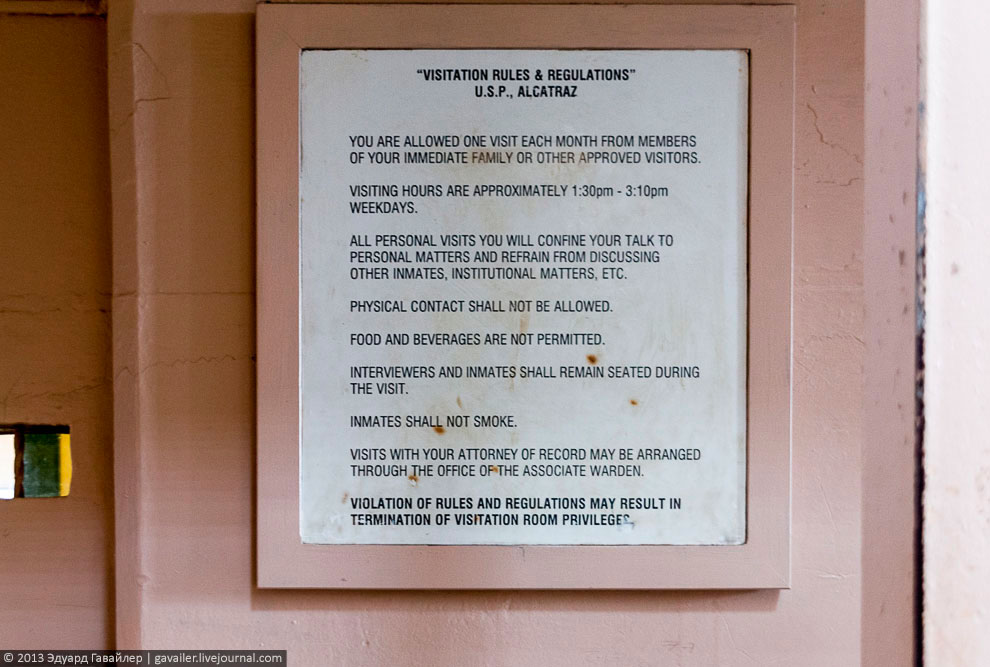 “VISITATION RULES & REGULATIONS”
U.S.P., ALCATRAZ
YOU ARE ALLOWED ONE VISIT EACH MONTH FROM MEMBERS
OF YOUR IMMEDIATE FAMILY OR OTHER APPROVED VISITORS.
VISITING HOURS ARE APPROXIMATELY 1:30pm - 3:10pm
WEEKDAYS.
ALL PERSONAL VISITS YOU WILL CONFINE YOUR TALK TO
PERSONAL MATTERS AND REFRAIN FROM DISCUSSING
OTHER INMATES, INSTITUTIONAL MATTERS, ETC.
PHYSICAL CONTACT SHALL NOT BE ALLOWED.
FOOD AND BEVERAGES ARE NOT PERMITTED.
INTERVIEWERS AND INMATES SHALL REMAIN SEATED DURING
THE VISIT.
INMATES SHALL NOT SMOKE.
VISITS WITH YOUR ATTORNEY OF RECORD MAY BE ARRANGED
THROUGH THE OFFICE OF THE ASSOCIATE WARDEN.
VIOLATION OF RULES AND REGULATIONS MAY RESULT IN
TERMINATION OF VISITATION ROOM PRIVILEGES.
© 2013 Эдуард Гавайлер | gavailer.livejournal.com